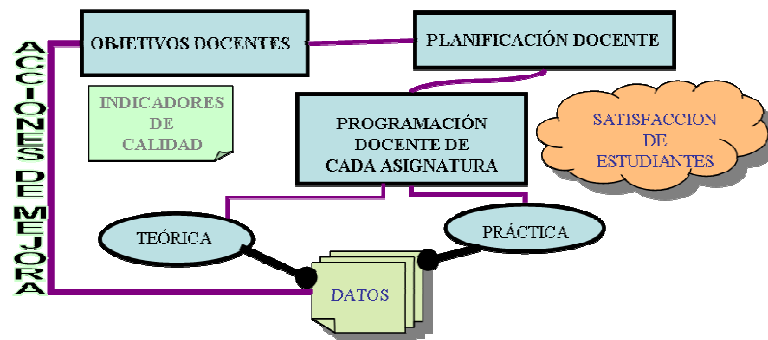 OBJETIVOS DOCENTES
PLANIFICACIÓN DOCENTE
ACCIONES DE MEJORA
INDICADORES
DE
CALIDAD
PROGRAMACIÓN
DOCENTE DE
CADA ASIGNATURA
SATISFACCION
DE
ESTUDIANTES
TEÓRICA
PRÁCTICA
DATOS